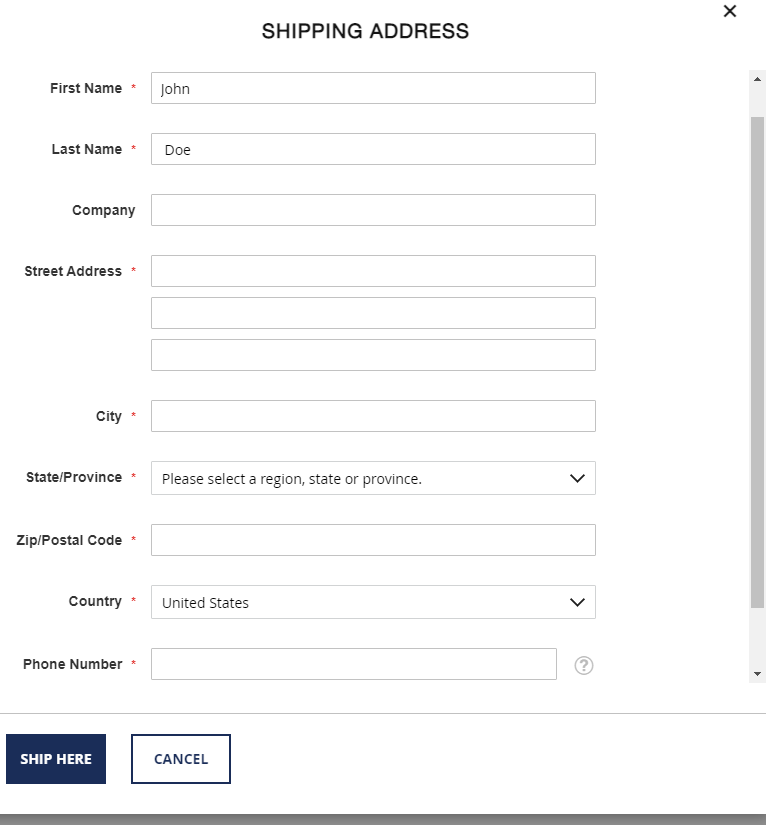 SHIPPING ADDRESS
First Name * John
Last Name * Doe
Company
Street Address *
City *
State/Province * Please select a region, state or province.
Zip/Postal Code *
Country * United States
Phone Number * ?
SHIP HERE CANCEL